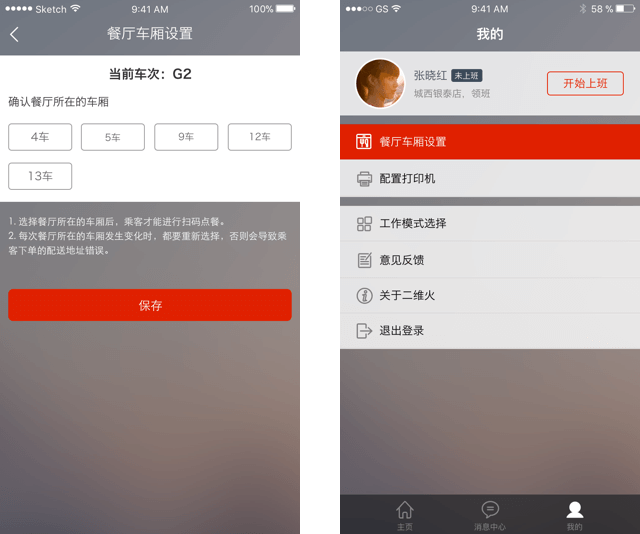 Sketch 9:41 AM 100%
餐厅车厢设置
当前车次：G2
确认餐厅所在的车厢
4车 5车 9车 12车
13车
1. 选择餐厅所在的车厢后，乘客才能进行扫码点餐。
2. 每次餐厅所在的车厢发生变化时，都要重新选择，否则会导致乘
客下单的配送地址错误。
保存
GS 9:41 AM 58 %
我的
张晓红 未上班
城西银泰店，领班
开始上班
餐厅车厢设置
配置打印机
工作模式选择
意见反馈
关于二维火
退出登录
主页 消息中心 我的